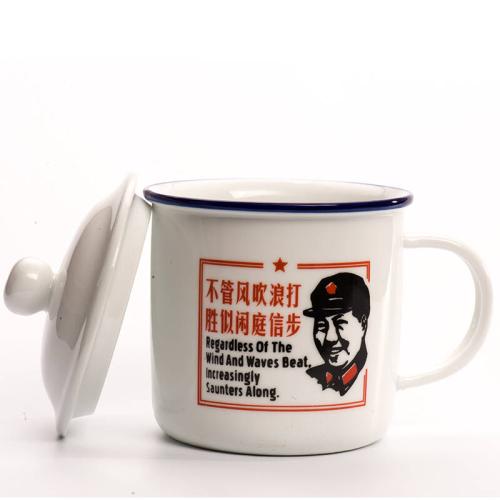 不管风吹浪打
胜似闲庭信步
Regardless Of The
Wind And Waves Beat,
Increasingly
Saunters Along.